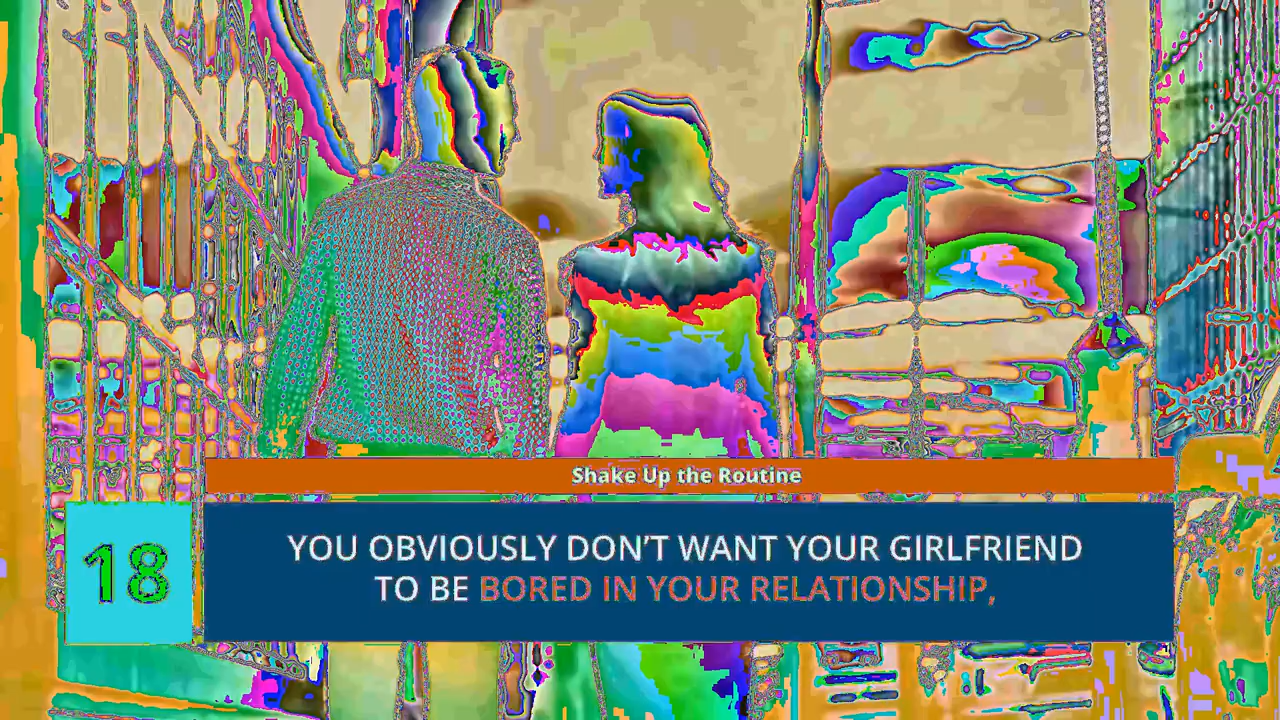 Shake Up the Routine
18
YOU OBVIOUSLY DON'T WANT YOUR GIRLFRIEND
TO BE BORED IN YOUR RELATIONSHIP,